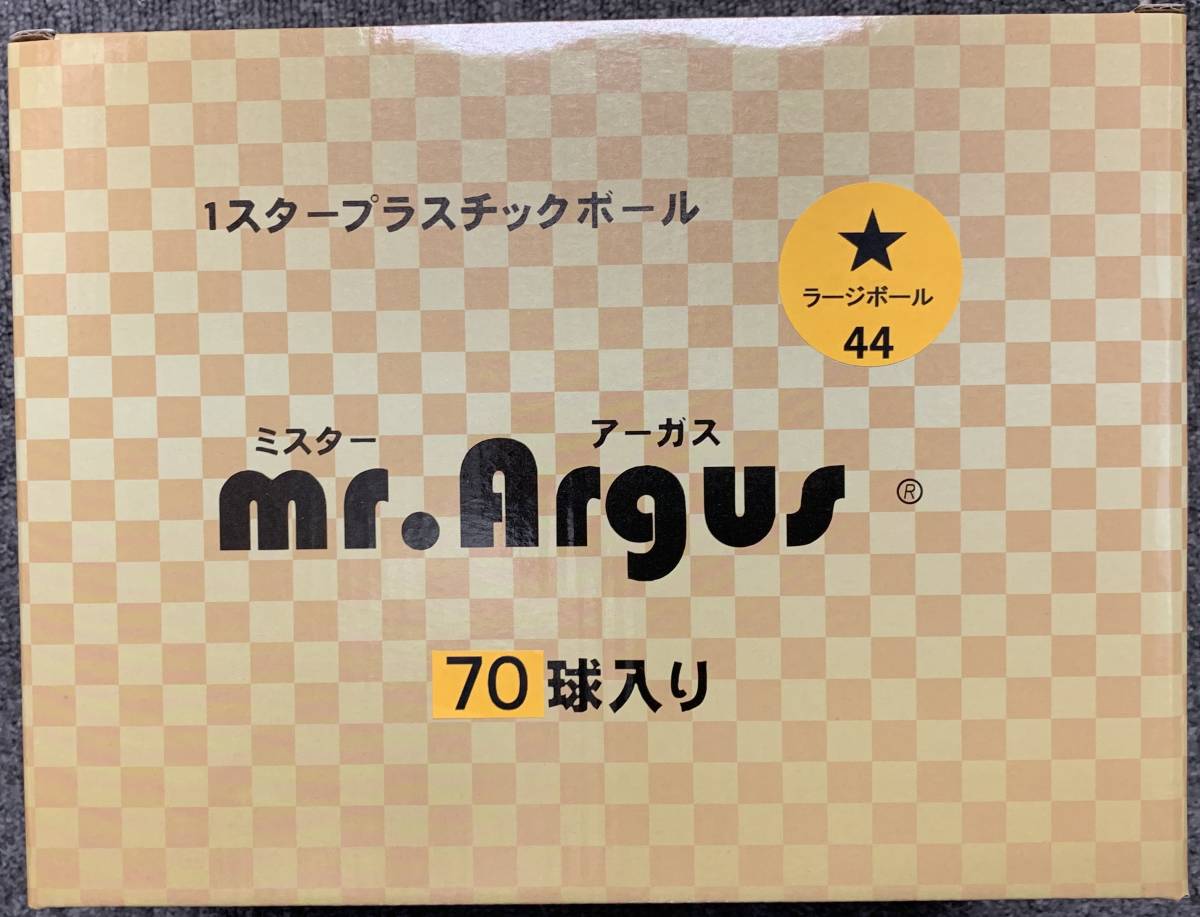 1スタープラスチックボール
★
ラージボール
44
ミスター アーガス
mr.Argus ®
70球入り